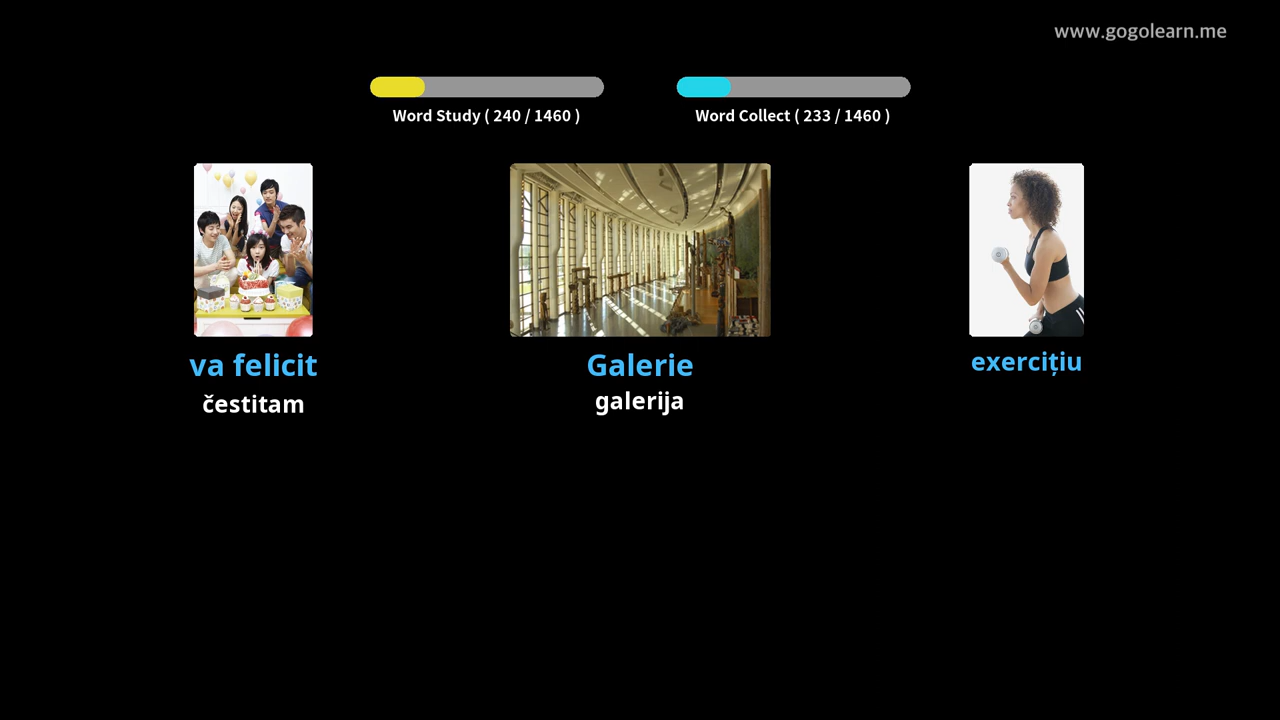 www.gogolearn.me
Word Study ( 240 / 1460 )
Word Collect ( 233 / 1460 )
va felicit
Galerie
exercițiu
čestitam
galerija